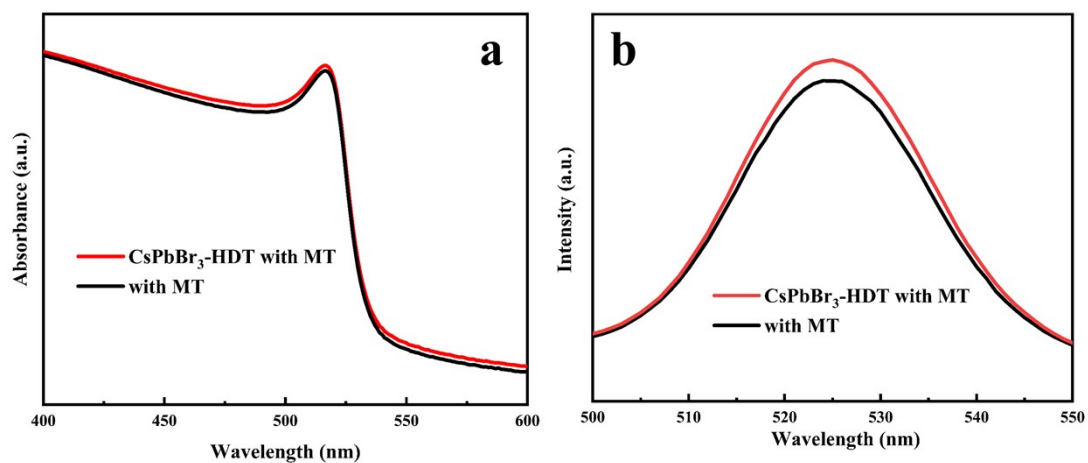 a
Absorbance (a.u.)
CsPbBr₃-HDT with MT
with MT
400 450 500 550 600
Wavelength (nm)
b
Intensity (a.u.)
CsPbBr₃-HDT with MT
with MT
500 510 520 530 540 550
Wavelength (nm)